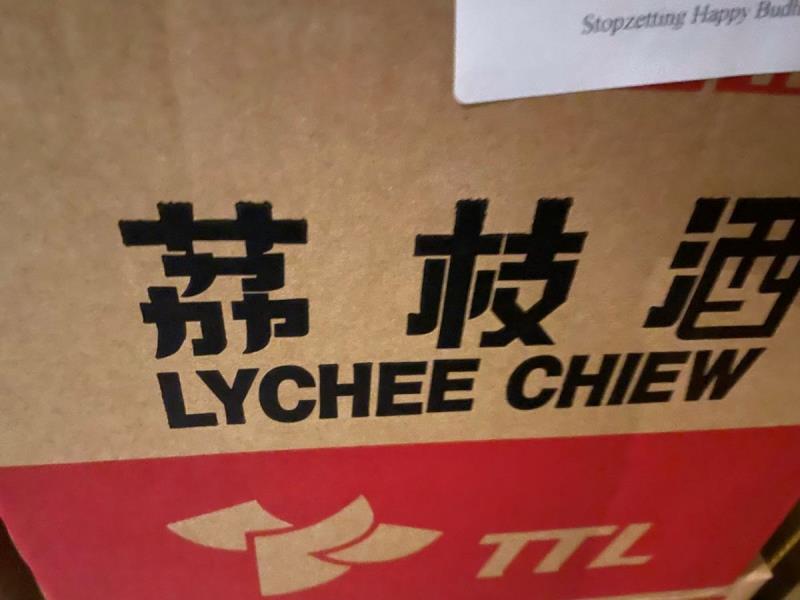 Stopzetting Happy Budh
荔枝酒
LYCHEE CHIEW
TTL